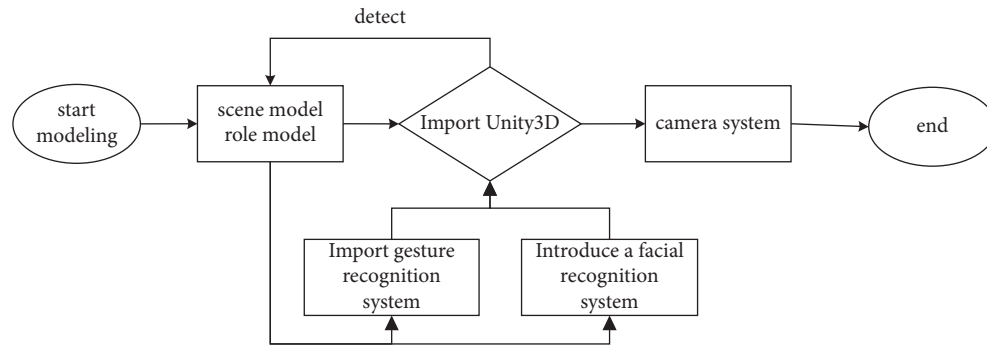 detect
start
modeling
scene model
role model
Import Unity3D
camera system
end
Import gesture
recognition
system
Introduce a facial
recognition
system